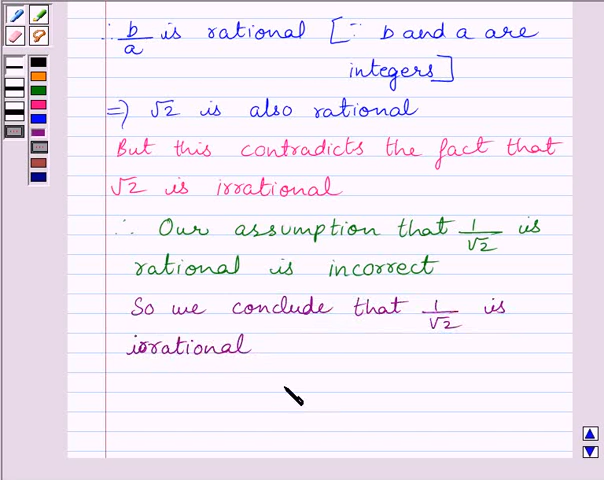 ∴ b/a is rational [∵ b and a are
integers]
=) √2 is also rational
But this contradicts the fact that
√2 is irrational
∴ Our assumption that 1/√2 is
rational is incorrect
So we conclude that 1/√2 is
irrational